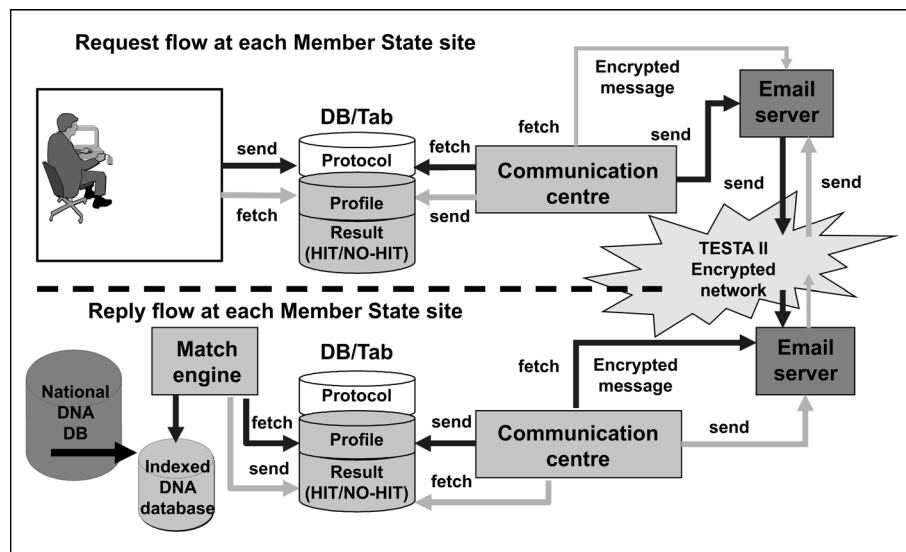 Request flow at each Member State site
Encrypted
message
Email
server
DB/Tab
fetch
send
fetch
send
Protocol
Communication
centre
send
send
Profile
fetch
send
Result
(HIT/NO-HIT)
TESTA II
Encrypted
network
Reply flow at each Member State site
Match
engine
DB/Tab
fetch
Encrypted
message
Email
server
National
DNA
DB
Protocol
fetch
send
Communication
centre
send
Profile
Indexed
DNA
database
send
Result
(HIT/NO-HIT)
fetch